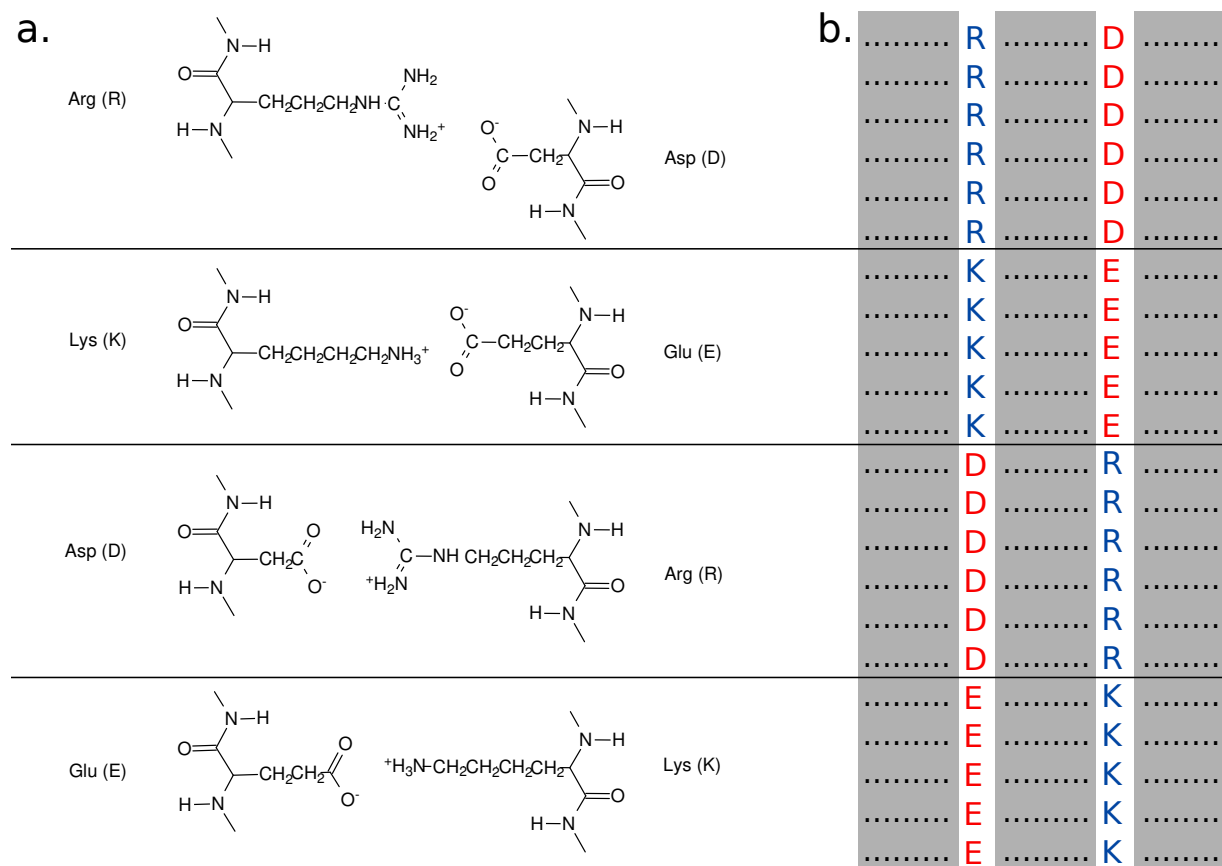 a.
Arg (R)
N–H
O
H–N
CH₂CH₂CH₂NH
C
NH₂
NH₂⁺
O⁻
C
O
CH₂
N–H
O
H–N
Asp (D)
Lys (K)
N–H
O
H–N
CH₂CH₂CH₂CH₂NH₃⁺
O⁻
C
O
CH₂CH₂
N–H
O
H–N
Glu (E)
Asp (D)
N–H
O
H–N
CH₂C
O
O⁻
H₂N
C
⁺H₂N
NH CH₂CH₂CH₂
N–H
O
H–N
Arg (R)
Glu (E)
N–H
O
H–N
CH₂CH₂C
O
O⁻
⁺H₃N–CH₂CH₂CH₂CH₂
N–H
O
H–N
Lys (K)
b.
......... R ......... D ........
......... R ......... D ........
......... R ......... D ........
......... R ......... D ........
......... R ......... D ........
......... R ......... D ........
......... K ......... E ........
......... K ......... E ........
......... K ......... E ........
......... K ......... E ........
......... K ......... E ........
......... D ......... R ........
......... D ......... R ........
......... D ......... R ........
......... D ......... R ........
......... D ......... R ........
......... D ......... R ........
......... E ......... K ........
......... E ......... K ........
......... E ......... K ........
......... E ......... K ........
......... E ......... K ........